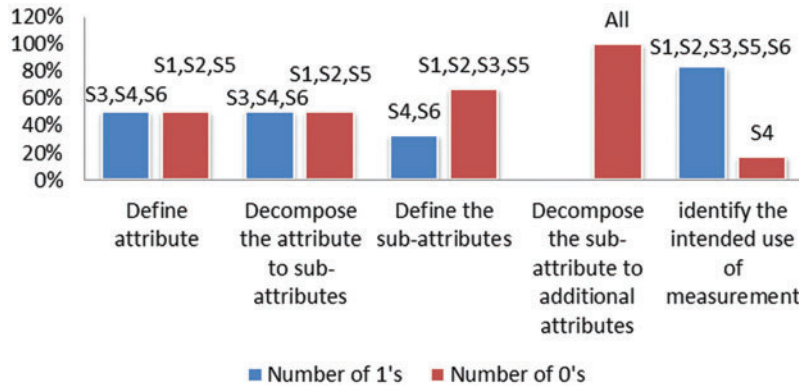 120%
100%
80%
60%
40%
20%
0%
S3,S4,S6
S1,S2,S5
S3,S4,S6
S1,S2,S5
S4,S6
S1,S2,S3,S5
All
S1,S2,S3,S5,S6
S4
Define
attribute
Decompose
the attribute
to sub-
attributes
Define the
sub-attributes
Decompose
the sub-
attribute to
additional
attributes
identify the
intended use
of
measurement
Number of 1's
Number of 0's